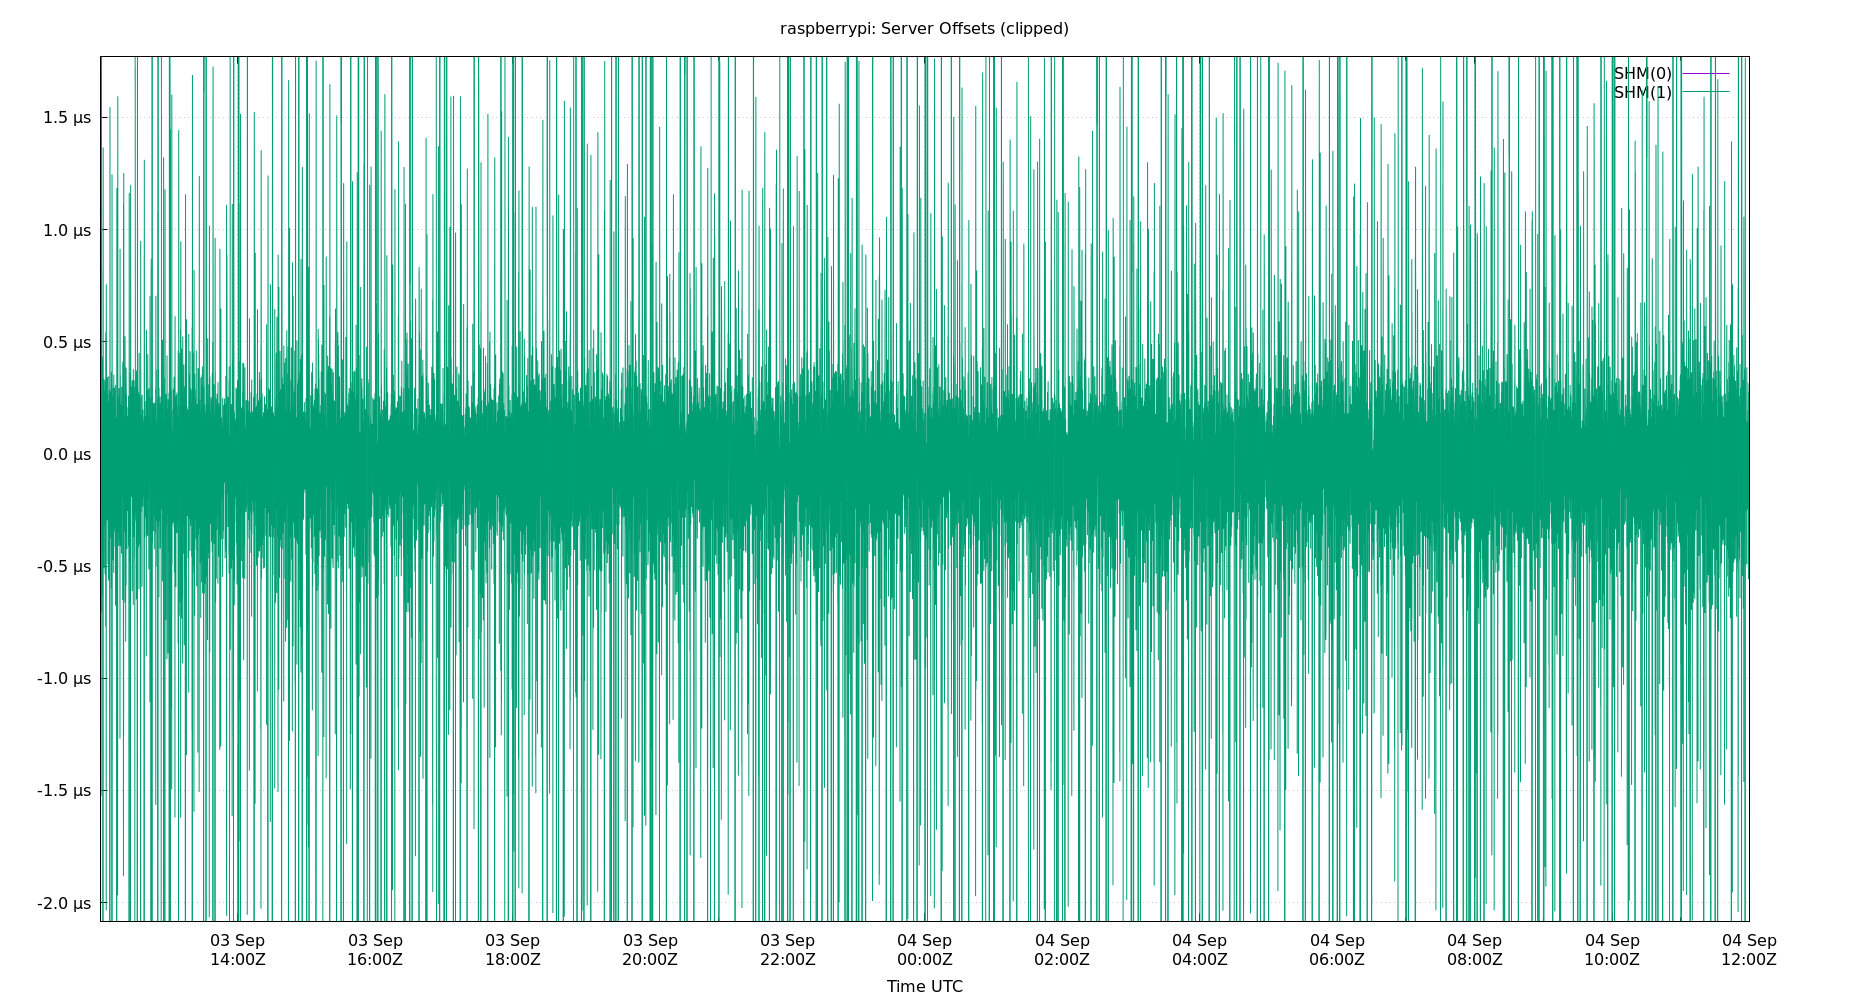 raspberrypi: Server Offsets (clipped)
SHM(0)
SHM(1)
1.5 µs
1.0 µs
0.5 µs
0.0 µs
-0.5 µs
-1.0 µs
-1.5 µs
-2.0 µs
03 Sep 03 Sep 03 Sep 03 Sep 03 Sep 04 Sep 04 Sep 04 Sep 04 Sep 04 Sep 04 Sep 04 Sep
14:00Z 16:00Z 18:00Z 20:00Z 22:00Z 00:00Z 02:00Z 04:00Z 06:00Z 08:00Z 10:00Z 12:00Z
Time UTC